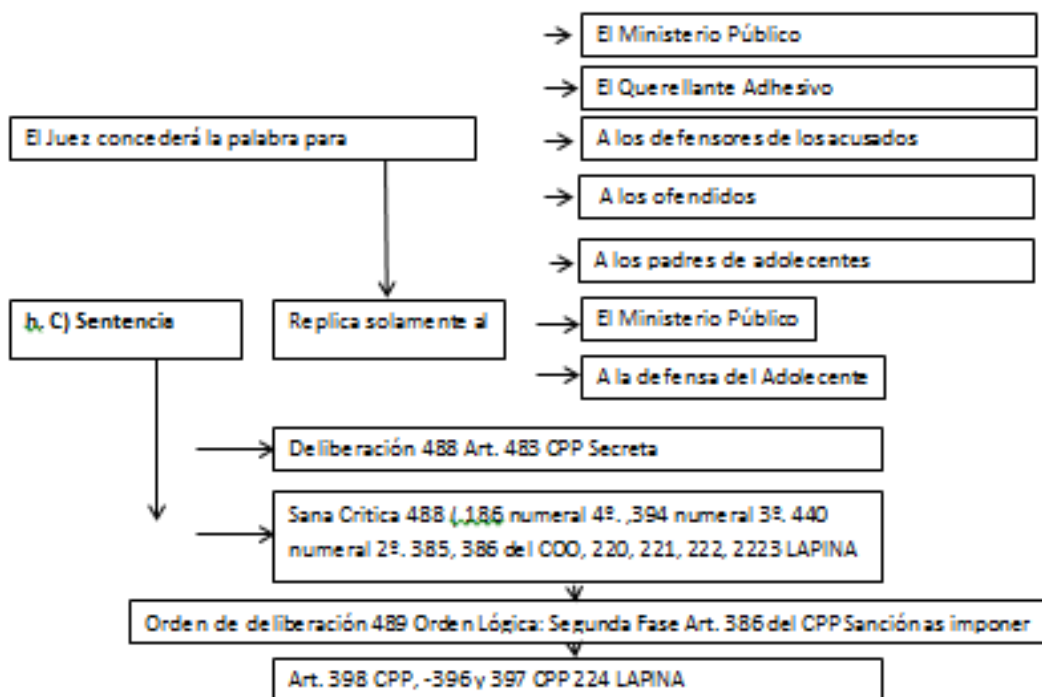 El Ministerio Público
El Querellante Adhesivo
El Juez concederá la palabra para
A los defensores de los acusados
A los ofendidos
A los padres de adolecentes
h. C) Sentencia
Replica solamente al
El Ministerio Público
A la defensa del Adolecente
Deliberación 488 Art. 483 CPP Secreta
Sana Critica 488 (.186 numeral 4º. ,394 numeral 3º. 440
numeral 2º. 385, 386 del COO, 220, 221, 222, 2223 LAPINA
Orden de deliberación 489 Orden Lógica: Segunda Fase Art. 386 del CPP Sanción as imponer
Art. 398 CPP, -396 y 397 CPP 224 LAPINA